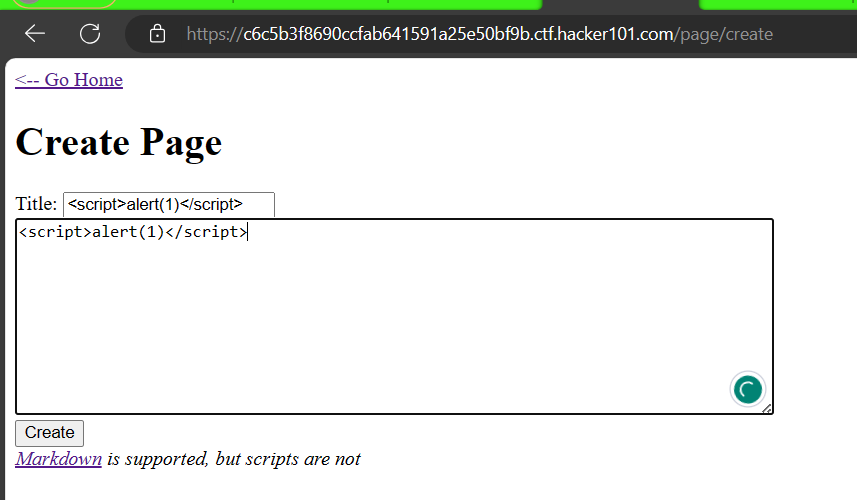 https://c6c5b3f8690ccfab641591a25e50bf9b.ctf.hacker101.com/page/create
<-- Go Home
Create Page
Title: <script>alert(1)</script>
<script>alert(1)</script>
Create
Markdown is supported, but scripts are not